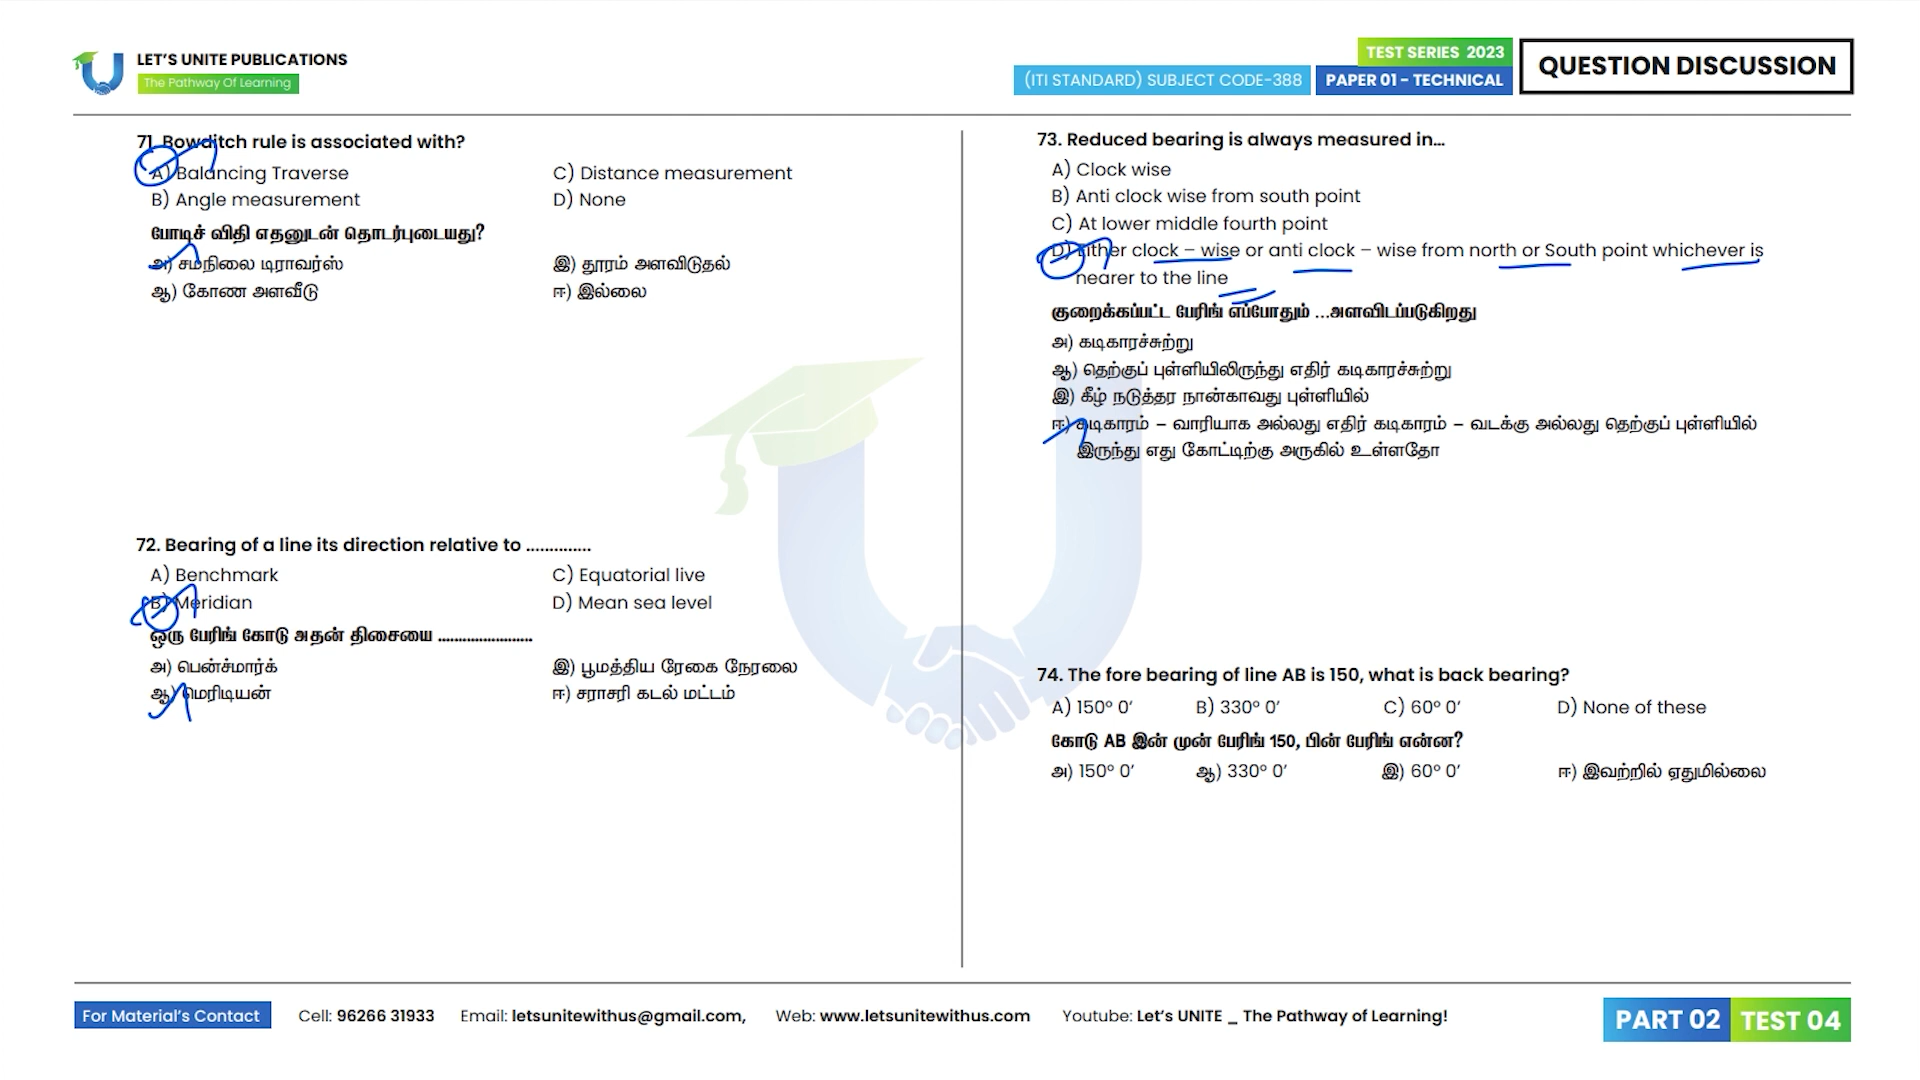 LET'S UNITE PUBLICATIONS
The Pathway Of Learning
TEST SERIES 2023
(ITI STANDARD) SUBJECT CODE-388
PAPER 01 - TECHNICAL
QUESTION DISCUSSION
71. Bowditch rule is associated with?
A) Balancing Traverse
C) Distance measurement
B) Angle measurement
D) None
போடிச் விதி எதனுடன் தொடர்புடையது?
அ) சமநிலை டிராவர்ஸ்
இ) தூரம் அளவிடுதல்
ஆ) கோண அளவீடு
ஈ) இல்லை
72. Bearing of a line its direction relative to ..............
A) Benchmark
C) Equatorial live
B) Meridian
D) Mean sea level
ஒரு பேரிங் கோடு அதன் திசையை ........................
அ) பென்ச்மார்க்
இ) பூமத்திய ரேகை நேரலை
ஆ) மெரிடியன்
ஈ) சராசரி கடல் மட்டம்
73. Reduced bearing is always measured in...
A) Clock wise
B) Anti clock wise from south point
C) At lower middle fourth point
D) Either clock – wise or anti clock – wise from north or South point whichever is
nearer to the line
குறைக்கப்பட்ட பேரிங் எப்போதும் ...அளவிடப்படுகிறது
அ) கடிகாரச்சுற்று
ஆ) தெற்குப் புள்ளியிலிருந்து எதிர் கடிகாரச்சுற்று
இ) கீழ் நடுத்தர நான்காவது புள்ளியில்
ஈ) கடிகாரம் – வாரியாக அல்லது எதிர் கடிகாரம் – வடக்கு அல்லது தெற்குப் புள்ளியில்
இருந்து எது கோட்டிற்கு அருகில் உள்ளதோ
74. The fore bearing of line AB is 150, what is back bearing?
A) 150° 0′ B) 330° 0′ C) 60° 0′ D) None of these
கோடு AB இன் முன் பேரிங் 150, பின் பேரிங் என்ன?
அ) 150° 0′ ஆ) 330° 0′ இ) 60° 0′ ஈ) இவற்றில் ஏதுமில்லை
For Material's Contact
Cell: 96266 31933 Email: letsunitewithus@gmail.com, Web: www.letsunitewithus.com Youtube: Let's UNITE _ The Pathway of Learning!
PART 02
TEST 04